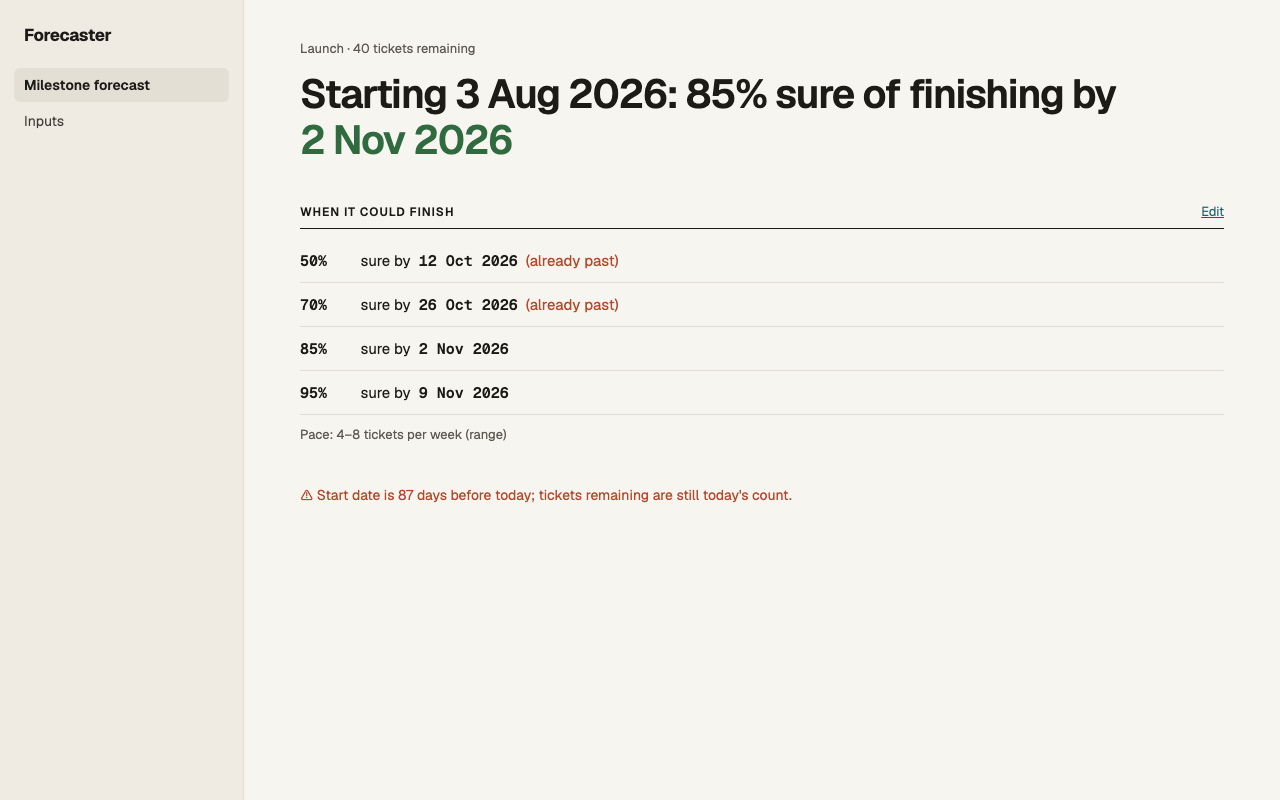 Forecaster
Milestone forecast
Inputs
Launch · 40 tickets remaining
Starting 3 Aug 2026: 85% sure of finishing by
2 Nov 2026
WHEN IT COULD FINISH Edit
50% sure by 12 Oct 2026 (already past)
70% sure by 26 Oct 2026 (already past)
85% sure by 2 Nov 2026
95% sure by 9 Nov 2026
Pace: 4–8 tickets per week (range)
⚠ Start date is 87 days before today; tickets remaining are still today's count.